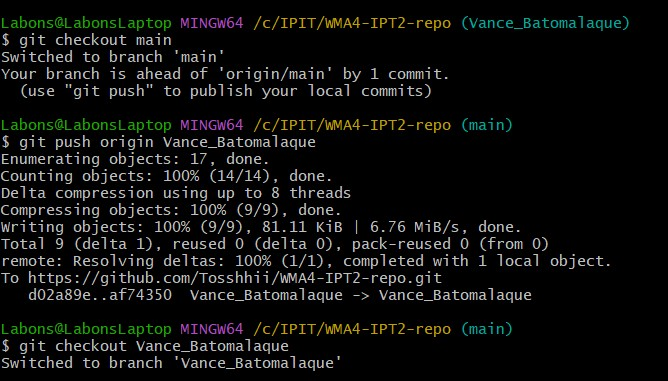 Labons@LabonsLaptop MINGW64 /c/IPIT/WMA4-IPT2-repo (Vance_Batomalaque)
$ git checkout main
Switched to branch 'main'
Your branch is ahead of 'origin/main' by 1 commit.
  (use "git push" to publish your local commits)
Labons@LabonsLaptop MINGW64 /c/IPIT/WMA4-IPT2-repo (main)
$ git push origin Vance_Batomalaque
Enumerating objects: 17, done.
Counting objects: 100% (14/14), done.
Delta compression using up to 8 threads
Compressing objects: 100% (9/9), done.
Writing objects: 100% (9/9), 81.11 KiB | 6.76 MiB/s, done.
Total 9 (delta 1), reused 0 (delta 0), pack-reused 0 (from 0)
remote: Resolving deltas: 100% (1/1), completed with 1 local object.
To https://github.com/Tosshhii/WMA4-IPT2-repo.git
   d02a89e..af74350  Vance_Batomalaque -> Vance_Batomalaque
Labons@LabonsLaptop MINGW64 /c/IPIT/WMA4-IPT2-repo (main)
$ git checkout Vance_Batomalaque
Switched to branch 'Vance_Batomalaque'